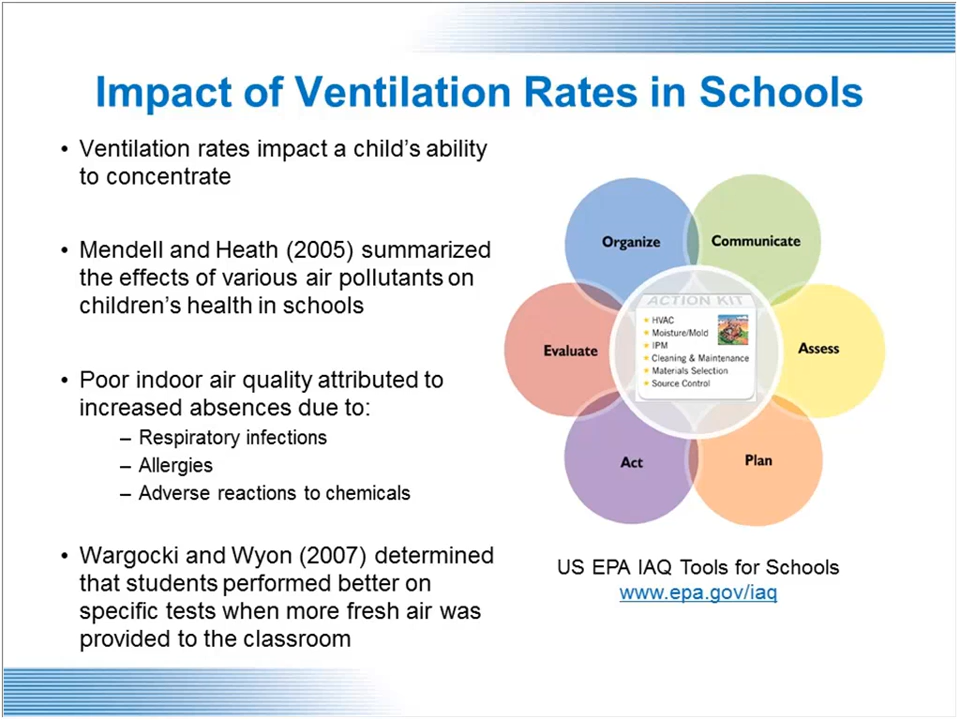 Impact of Ventilation Rates in Schools
• Ventilation rates impact a child's ability
to concentrate
• Mendell and Heath (2005) summarized
the effects of various air pollutants on
children's health in schools
• Poor indoor air quality attributed to
increased absences due to:
– Respiratory infections
– Allergies
– Adverse reactions to chemicals
• Wargocki and Wyon (2007) determined
that students performed better on
specific tests when more fresh air was
provided to the classroom
Organize
Communicate
Evaluate
Assess
Act
Plan
ACTION KIT
HVAC
Moisture/Mold
IPM
Cleaning & Maintenance
Materials Selection
Source Control
US EPA IAQ Tools for Schools
www.epa.gov/iaq